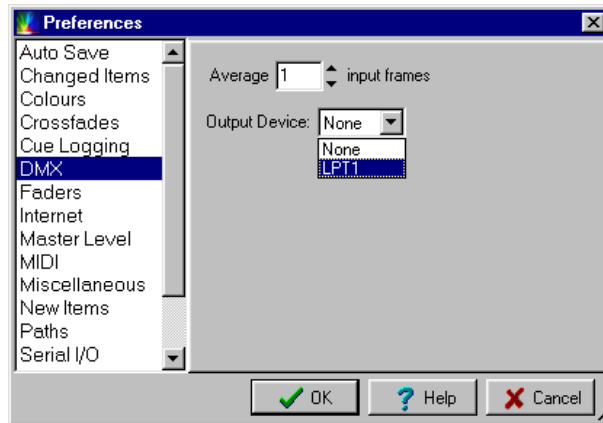 Preferences
Auto Save
Changed Items
Colours
Crossfades
Cue Logging
DMX
Faders
Internet
Master Level
MIDI
Miscellaneous
New Items
Paths
Serial I/O
Average 1 input frames
Output Device: None
None
LPT1
OK
Help
Cancel